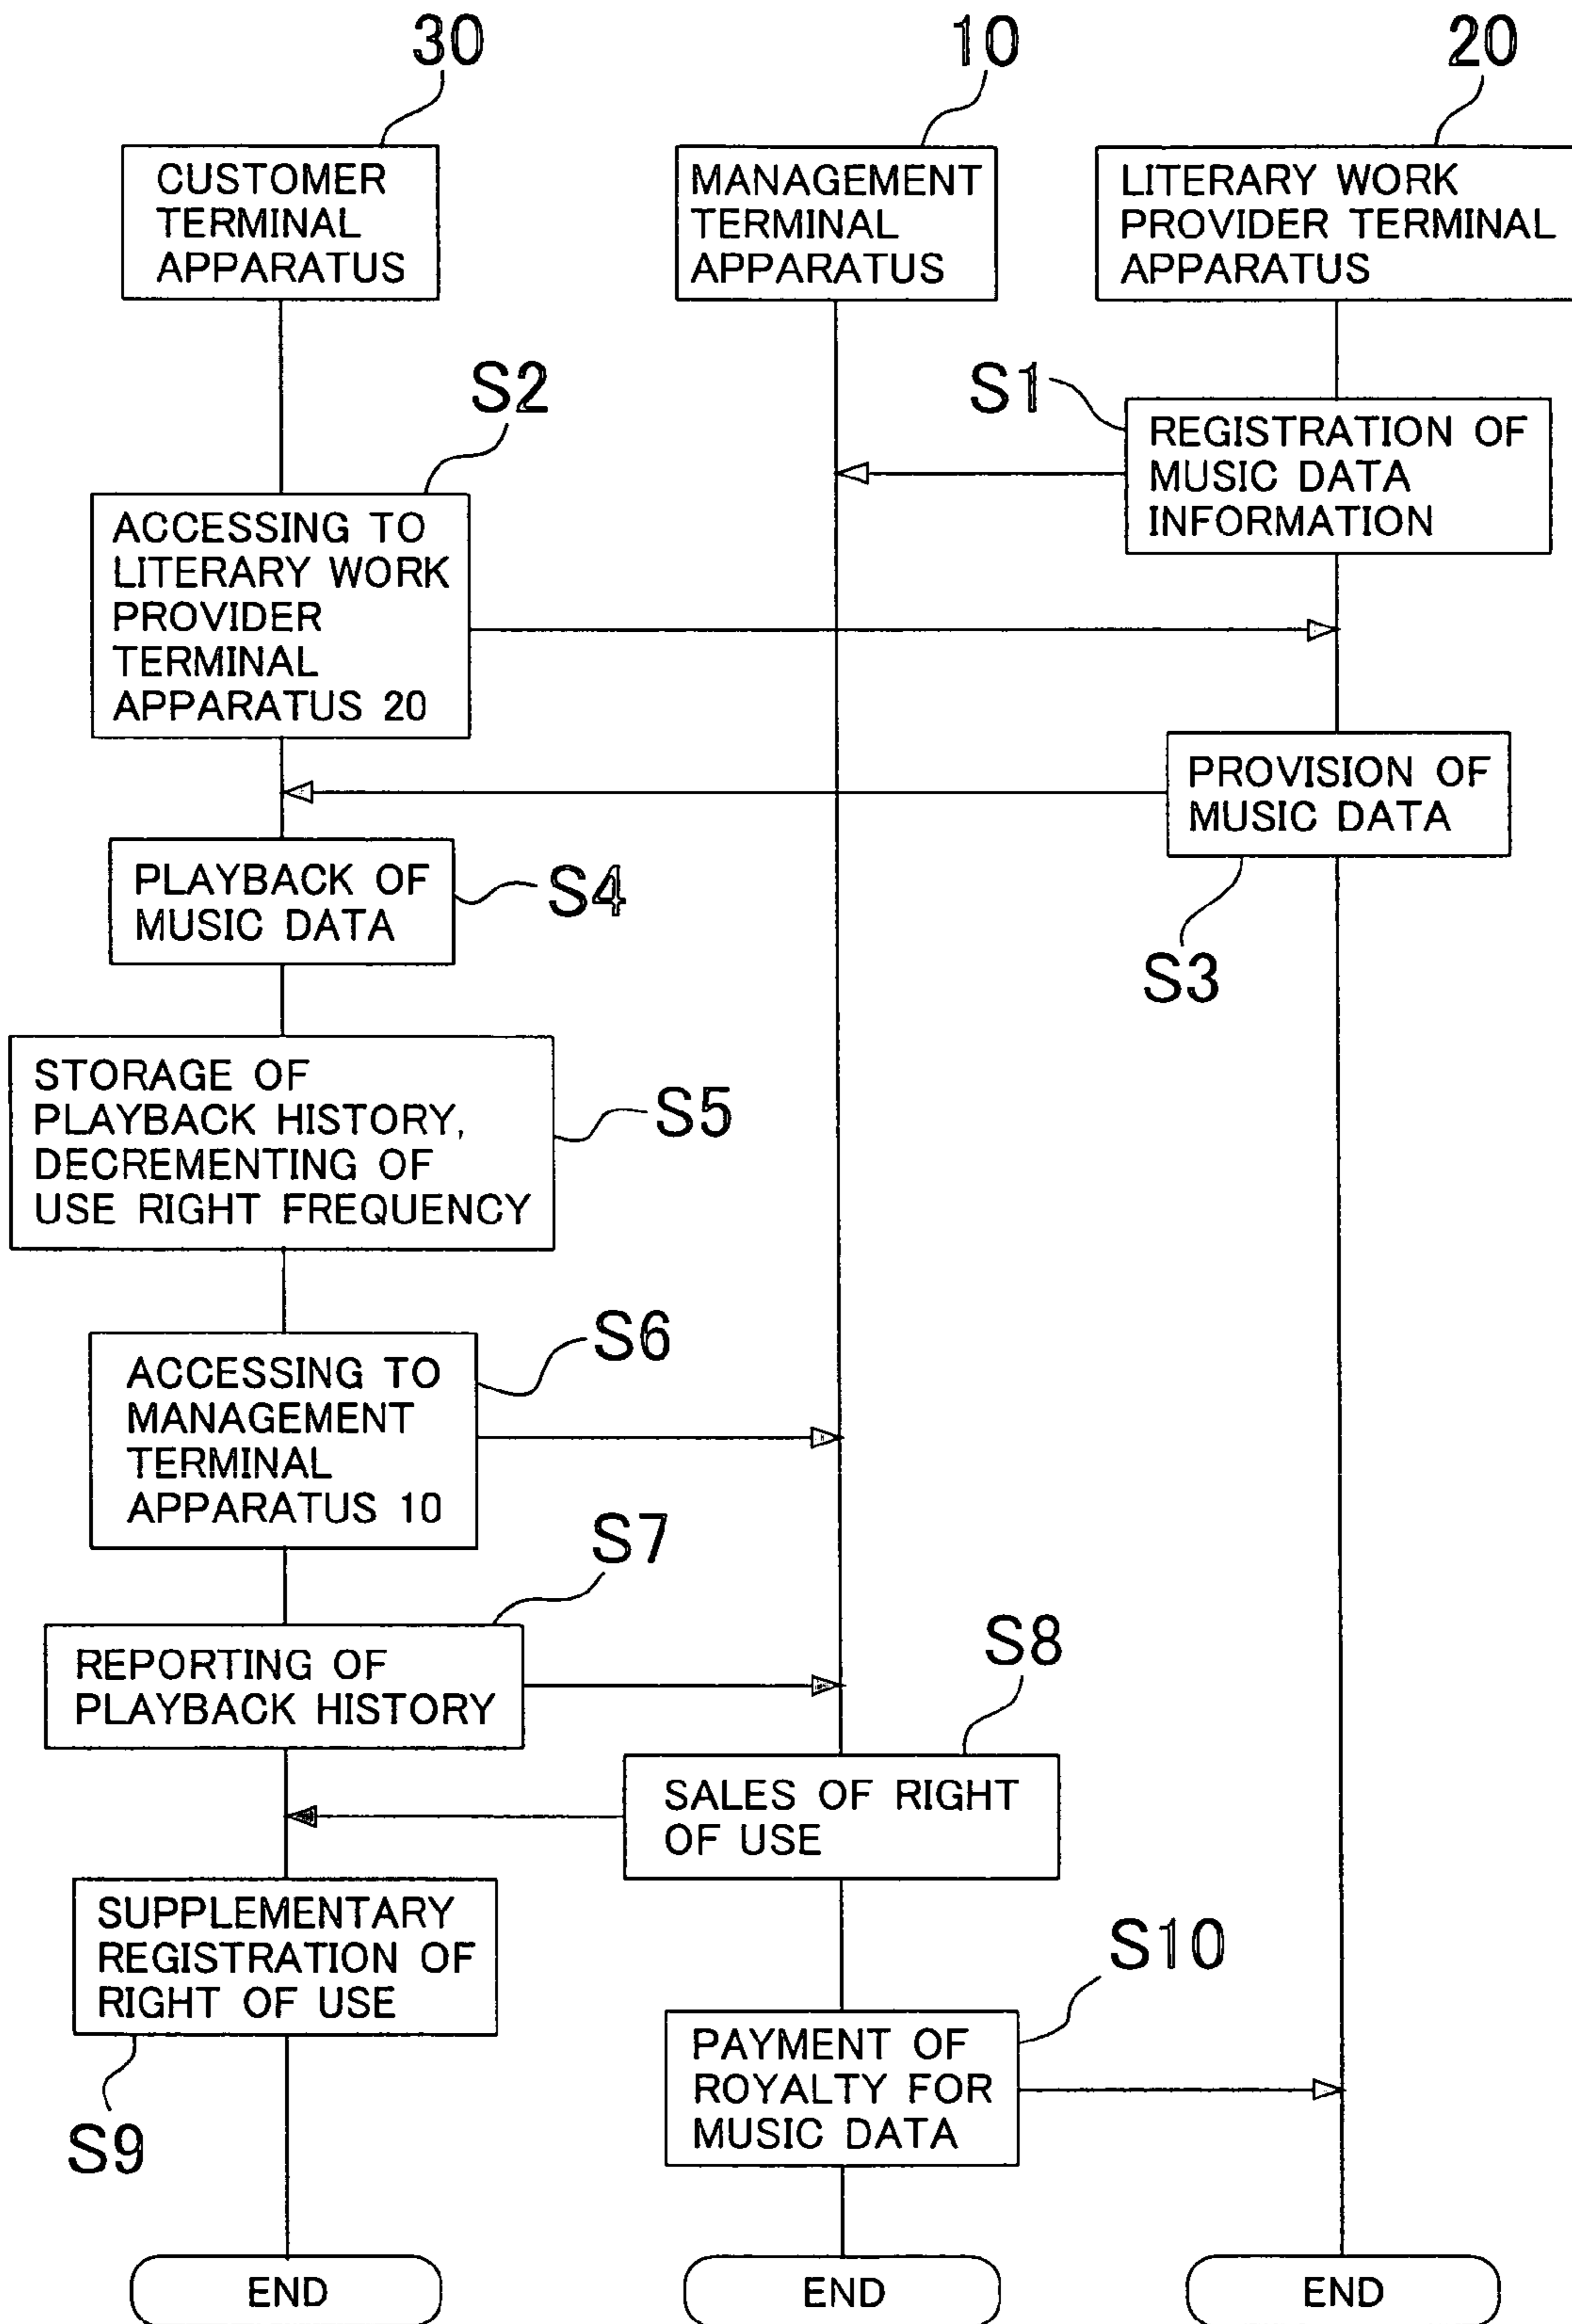 30
10
20
CUSTOMER
TERMINAL
APPARATUS
MANAGEMENT
TERMINAL
APPARATUS
LITERARY WORK
PROVIDER TERMINAL
APPARATUS
S1
REGISTRATION OF
MUSIC DATA
INFORMATION
S2
ACCESSING TO
LITERARY WORK
PROVIDER
TERMINAL
APPARATUS 20
PROVISION OF
MUSIC DATA
S3
PLAYBACK OF
MUSIC DATA
S4
STORAGE OF
PLAYBACK HISTORY,
DECREMENTING OF
USE RIGHT FREQUENCY
S5
ACCESSING TO
MANAGEMENT
TERMINAL
APPARATUS 10
S6
S7
REPORTING OF
PLAYBACK HISTORY
S8
SALES OF RIGHT
OF USE
SUPPLEMENTARY
REGISTRATION OF
RIGHT OF USE
S9
S10
PAYMENT OF
ROYALTY FOR
MUSIC DATA
END
END
END